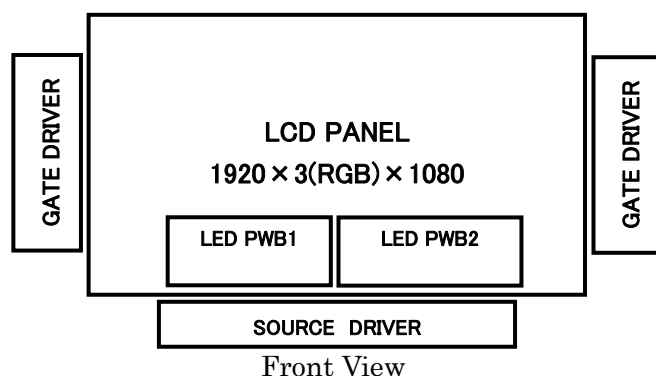 GATE DRIVER
LCD PANEL
1920×3(RGB)×1080
GATE DRIVER
LED PWB1
LED PWB2
SOURCE DRIVER
Front View